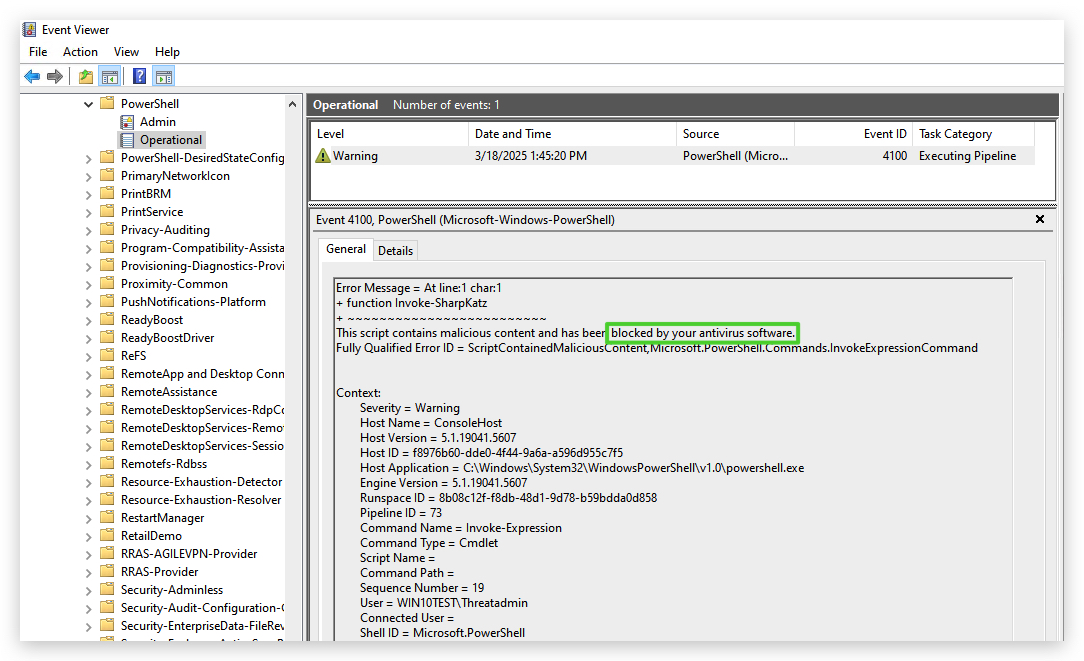 Event Viewer
File Action View Help
PowerShell
Admin
Operational
PowerShell-DesiredStateConfig
PrimaryNetworkIcon
PrintBRM
PrintService
Privacy-Auditing
Program-Compatibility-Assista
Provisioning-Diagnostics-Provi
Proximity-Common
PushNotifications-Platform
ReadyBoost
ReadyBoostDriver
ReFS
RemoteApp and Desktop Conn
RemoteAssistance
RemoteDesktopServices-RdpCo
RemoteDesktopServices-Remot
RemoteDesktopServices-Sessio
Remotefs-Rdbss
Resource-Exhaustion-Detector
Resource-Exhaustion-Resolver
RestartManager
RetailDemo
RRAS-AGILEVPN-Provider
RRAS-Provider
Security-Adminless
Security-Audit-Configuration-C
Security-EnterpriseData-FileRev
Operational Number of events: 1
Level Date and Time Source Event ID Task Category
Warning 3/18/2025 1:45:20 PM PowerShell (Micro... 4100 Executing Pipeline
Event 4100, PowerShell (Microsoft-Windows-PowerShell)
General Details
Error Message = At line:1 char:1
+ function Invoke-SharpKatz
+ ~~~~~~~~~~~~~~~~~~~~~~~~~
This script contains malicious content and has been blocked by your antivirus software.
Fully Qualified Error ID = ScriptContainedMaliciousContent,Microsoft.PowerShell.Commands.InvokeExpressionCommand
Context:
Severity = Warning
Host Name = ConsoleHost
Host Version = 5.1.19041.5607
Host ID = f8976b60-dde0-4f44-9a6a-a596d955c7f5
Host Application = C:\Windows\System32\WindowsPowerShell\v1.0\powershell.exe
Engine Version = 5.1.19041.5607
Runspace ID = 8b08c12f-f8db-48d1-9d78-b59bdda0d858
Pipeline ID = 73
Command Name = Invoke-Expression
Command Type = Cmdlet
Script Name =
Command Path =
Sequence Number = 19
User = WIN10TEST\Threatadmin
Connected User =
Shell ID = Microsoft.PowerShell